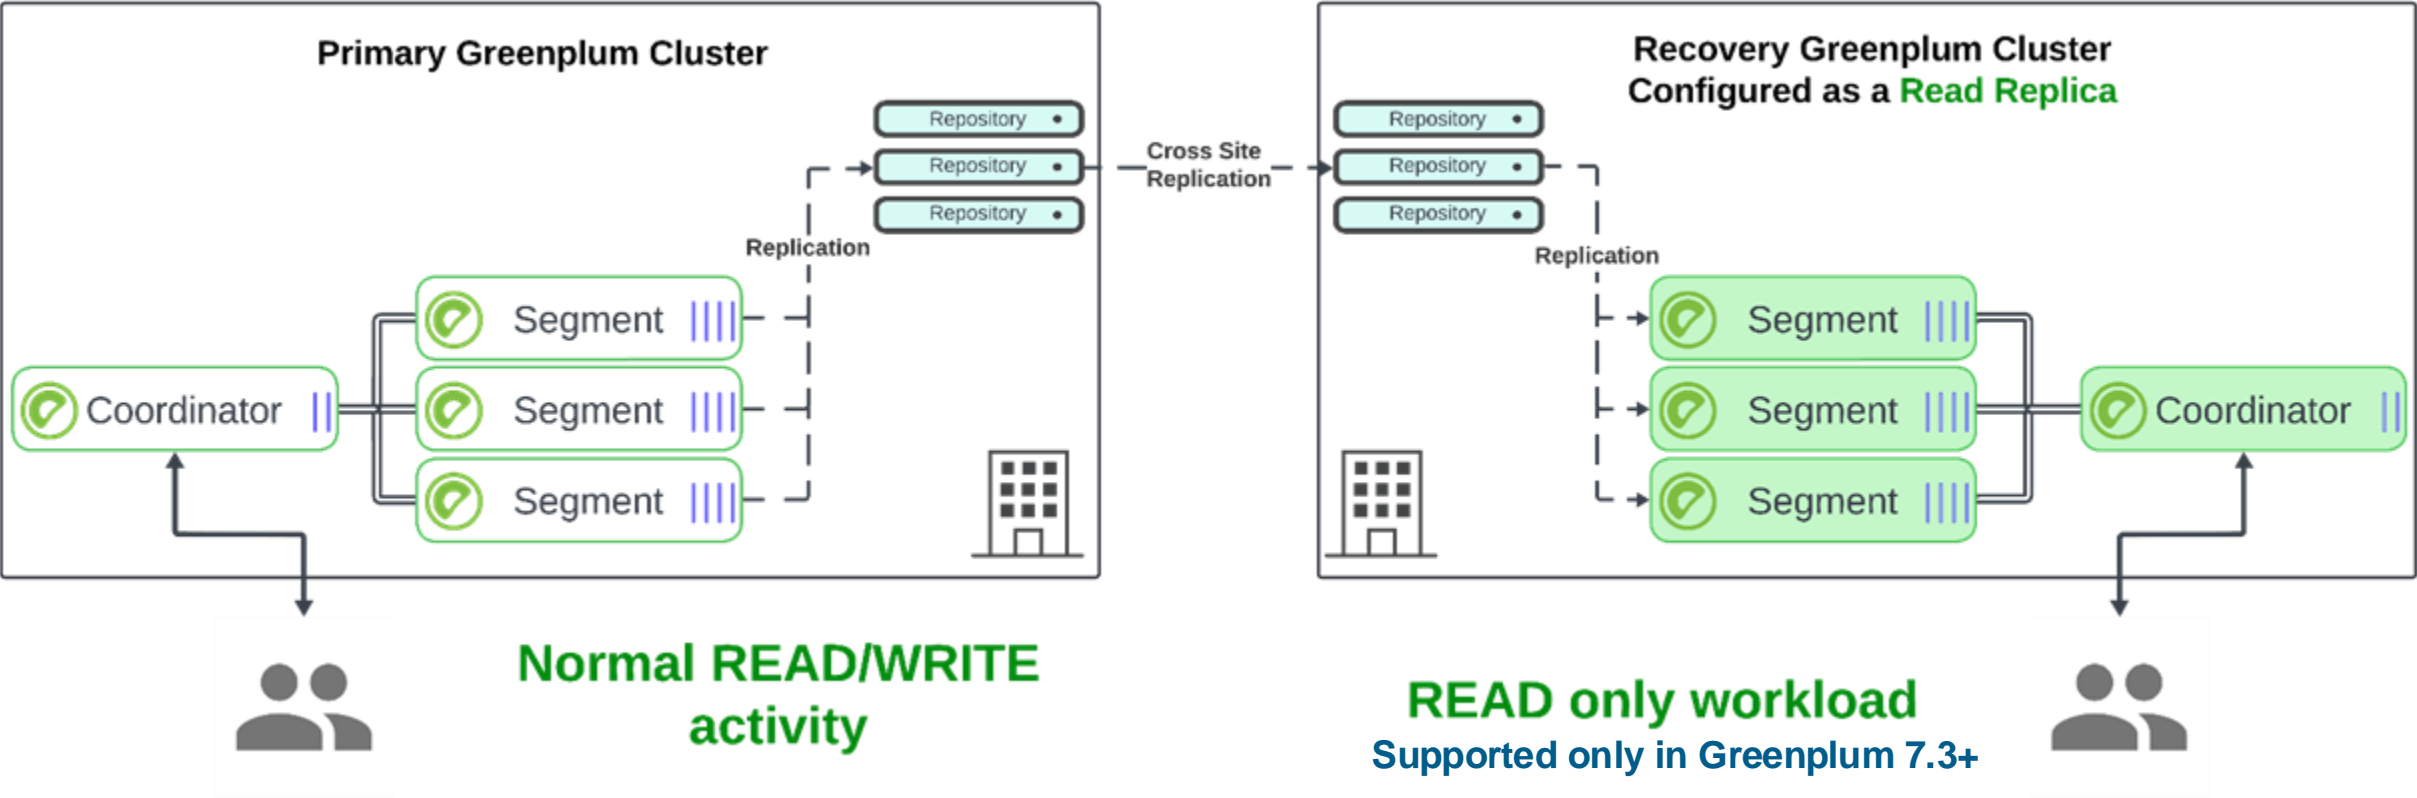 Primary Greenplum Cluster
Repository
Repository
Repository
Replication
Segment
Segment
Segment
Coordinator
Normal READ/WRITE
activity
Cross Site
Replication
Recovery Greenplum Cluster
Configured as a Read Replica
Repository
Repository
Repository
Replication
Segment
Segment
Segment
Coordinator
READ only workload
Supported only in Greenplum 7.3+